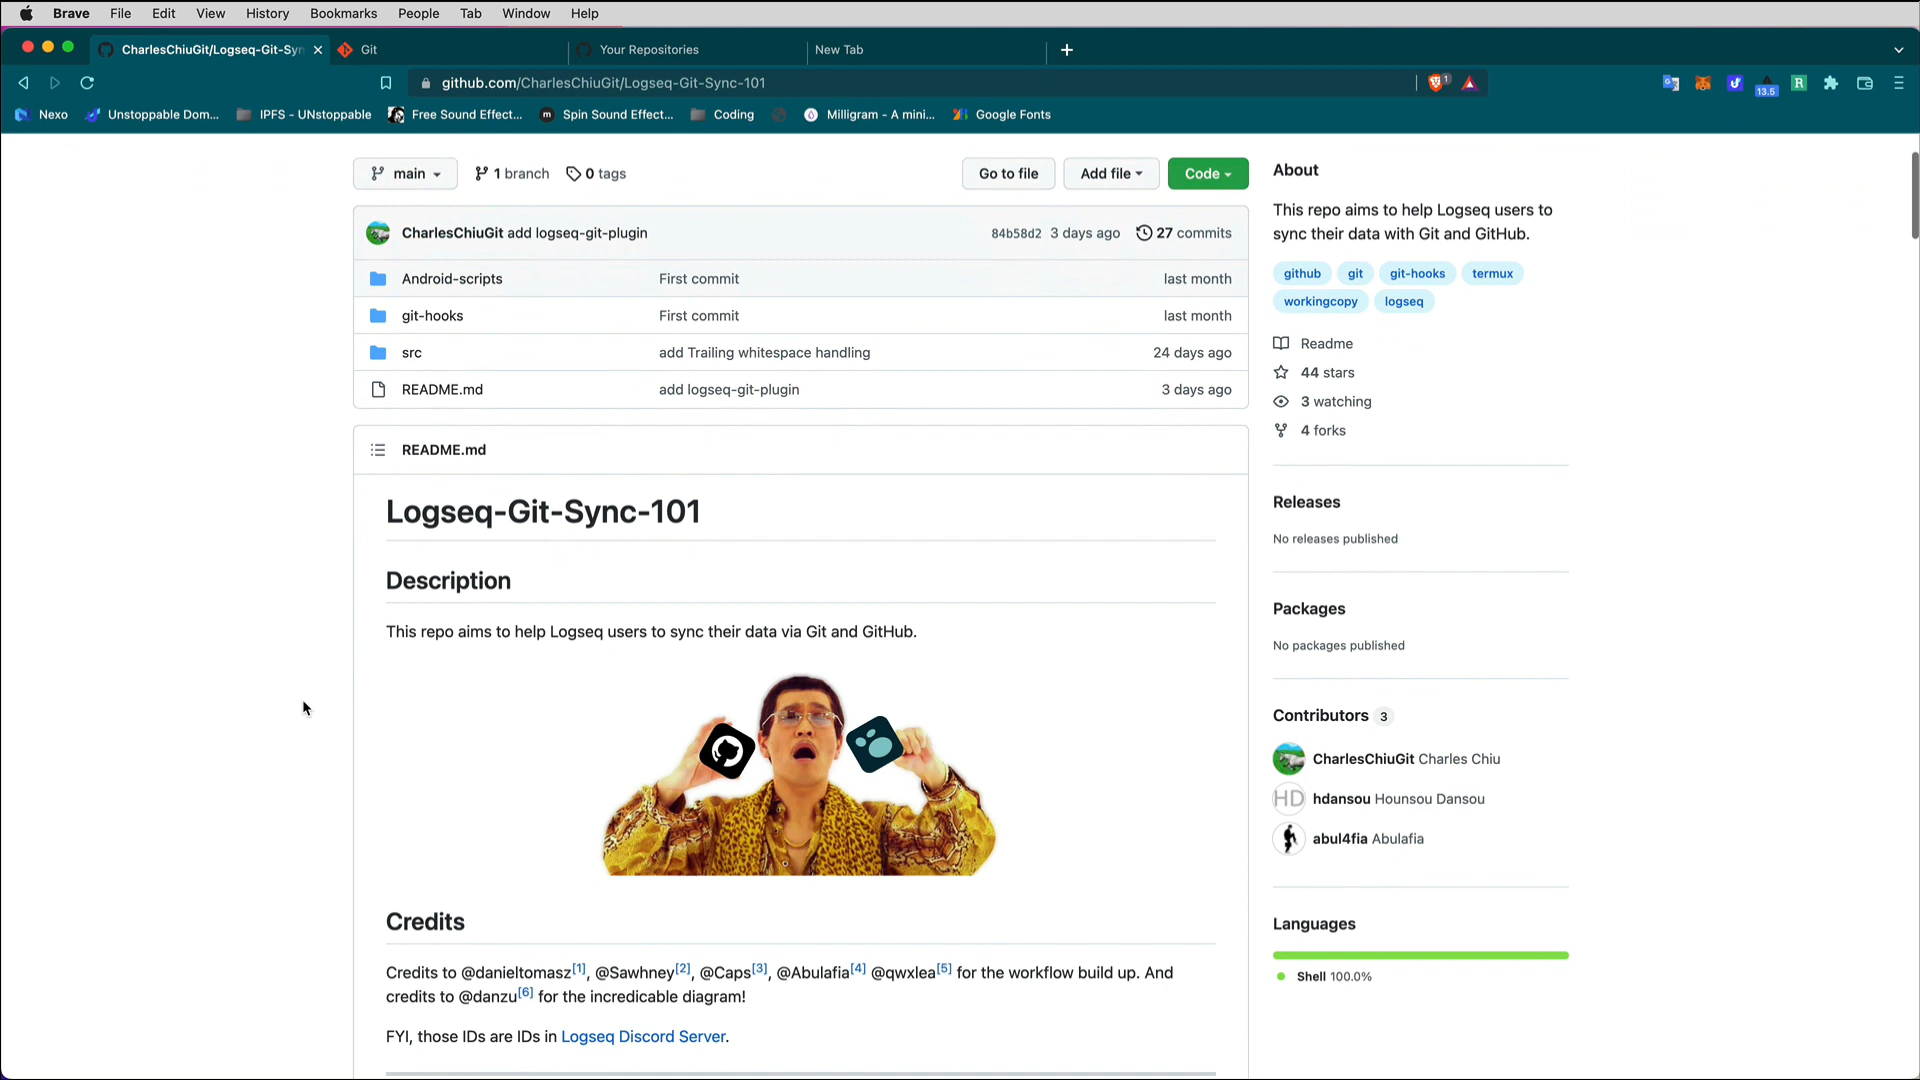 Brave File Edit View History Bookmarks People Tab Window Help
CharlesChiuGit/Logseq-Git-Syn Git Your Repositories New Tab
github.com/CharlesChiuGit/Logseq-Git-Sync-101 1 13.5 R
Nexo Unstoppable Dom... IPFS - UNstoppable Free Sound Effect... m Spin Sound Effect... Coding Milligram - A mini... Google Fonts
main 1 branch 0 tags Go to file Add file Code
CharlesChiuGit add logseq-git-plugin 84b58d2 3 days ago 27 commits
Android-scripts First commit last month
git-hooks First commit last month
src add Trailing whitespace handling 24 days ago
README.md add logseq-git-plugin 3 days ago
README.md
Logseq-Git-Sync-101
Description
This repo aims to help Logseq users to sync their data via Git and GitHub.
Credits
Credits to @danieltomasz[1], @Sawhney[2], @Caps[3], @Abulafia[4] @qwxlea[5] for the workflow build up. And
credits to @danzu[6] for the incredicable diagram!
FYI, those IDs are IDs in Logseq Discord Server.
About
This repo aims to help Logseq users to
sync their data with Git and GitHub.
github git git-hooks termux
workingcopy logseq
Readme
44 stars
3 watching
4 forks
Releases
No releases published
Packages
No packages published
Contributors 3
CharlesChiuGit Charles Chiu
HD hdansou Hounsou Dansou
abul4fia Abulafia
Languages
Shell 100.0%